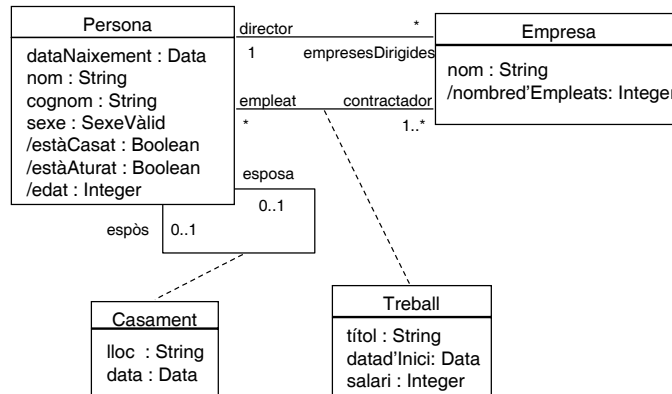 Persona
dataNaixement : Data
nom : String
cognom : String
sexe : SexeVàlid
/estàCasat : Boolean
/estàAturat : Boolean
/edat : Integer
director
*
1
empresesDirigides
empleat
contractador
*
1..*
Empresa
nom : String
/nombred'Empleats: Integer
esposa
0..1
espòs
0..1
Casament
lloc : String
data : Data
Treball
títol : String
datad'Inici: Data
salari : Integer